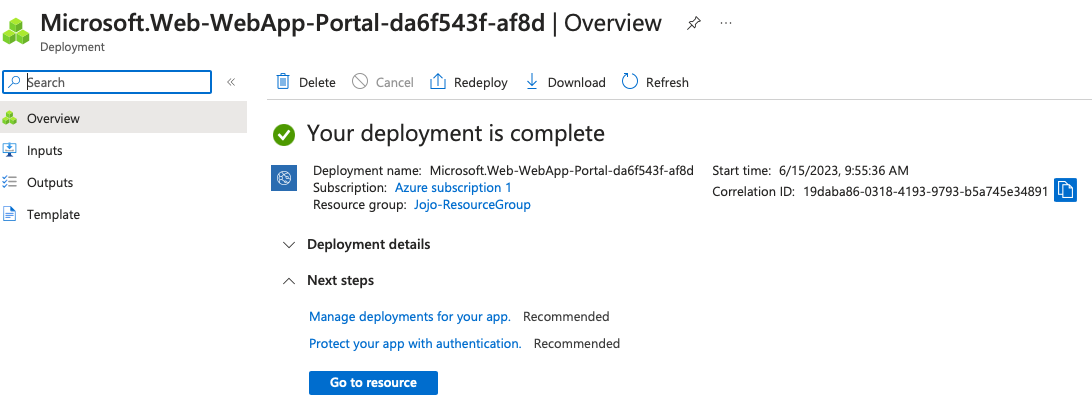 Microsoft.Web-WebApp-Portal-da6f543f-af8d | Overview
Deployment
Search
Overview
Inputs
Outputs
Template
Delete Cancel Redeploy Download Refresh
Your deployment is complete
Deployment name: Microsoft.Web-WebApp-Portal-da6f543f-af8d
Subscription: Azure subscription 1
Resource group: Jojo-ResourceGroup
Start time: 6/15/2023, 9:55:36 AM
Correlation ID: 19daba86-0318-4193-9793-b5a745e34891
Deployment details
Next steps
Manage deployments for your app. Recommended
Protect your app with authentication. Recommended
Go to resource